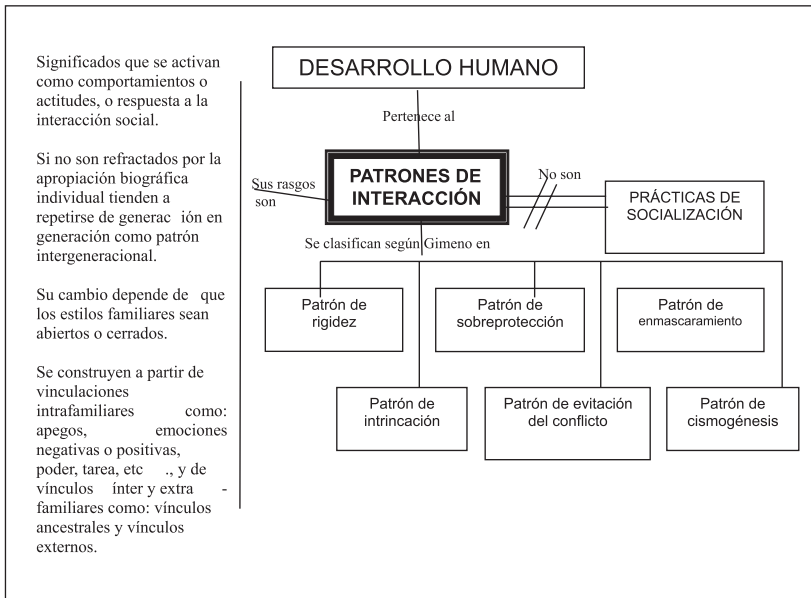 Significados que se activan
como comportamientos o
actitudes, o respuesta a la
interacción social.
Si no son refractados por la
apropiación biográfica
individual tienden a
repetirse de generac ión en
generación como patrón
intergeneracional.
Su cambio depende de que
los estilos familiares sean
abiertos o cerrados.
Se construyen a partir de
vinculaciones
intrafamiliares como:
apegos, emociones
negativas o positivas,
poder, tarea, etc ., y de
vínculos ínter y extra -
familiares como: vínculos
ancestrales y vínculos
externos.
DESARROLLO HUMANO
Pertenece al
PATRONES DE
INTERACCIÓN
Sus rasgos
son
No son
PRÁCTICAS DE
SOCIALIZACIÓN
Se clasifican según Gimeno en
Patrón de
rigidez
Patrón de
sobreprotección
Patrón de
enmascaramiento
Patrón de
intrincación
Patrón de evitación
del conflicto
Patrón de
cismogénesis